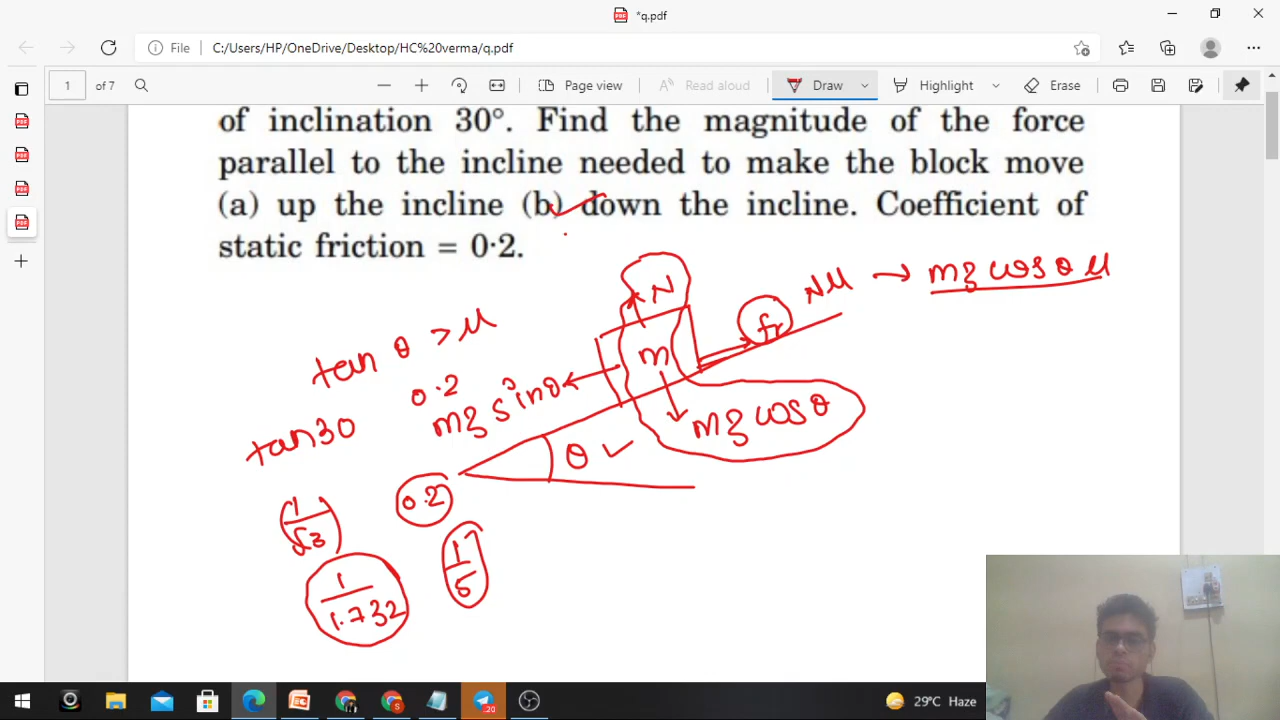 *q.pdf
File C:/Users/HP/OneDrive/Desktop/HC%20verma/q.pdf
1 of 7 Page view Read aloud Draw Highlight Erase
of inclination 30°. Find the magnitude of the force
parallel to the incline needed to make the block move
(a) up the incline (b) down the incline. Coefficient of
static friction = 0·2.
N
fr
Nμ → mg cos θ μ
m
tan θ > μ
0.2
mg sinθ
mg cosθ
tan30
θ
0.2
1/√3
1/5
1/1.732
20
29°C Haze